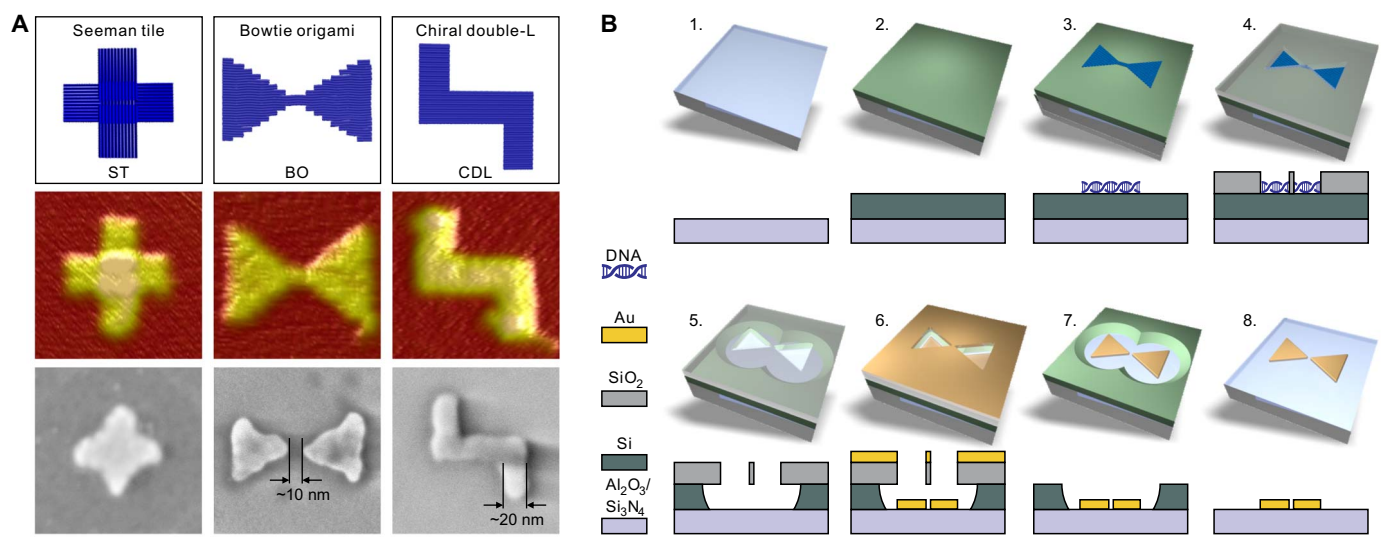 A
Seeman tile
ST
Bowtie origami
BO
Chiral double-L
CDL
~10 nm
~20 nm
B
1.
2.
3.
4.
DNA
Au
SiO₂
Si
Al₂O₃/
Si₃N₄
5.
6.
7.
8.